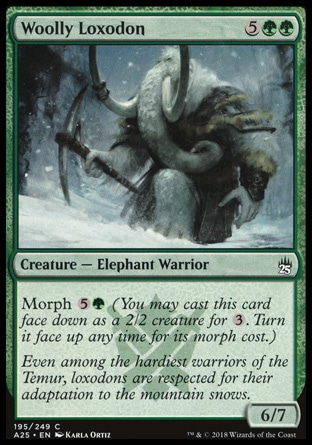 Woolly Loxodon 5
Creature — Elephant Warrior
25
Morph 5 (You may cast this card
face down as a 2/2 creature for 3. Turn
it face up any time for its morph cost.)
Even among the hardiest warriors of the
Temur, loxodons are respected for their
adaptation to the mountain snows.
6/7
195/249 C
A25 • EN Karla Ortiz ™ & © 2018 Wizards of the Coast